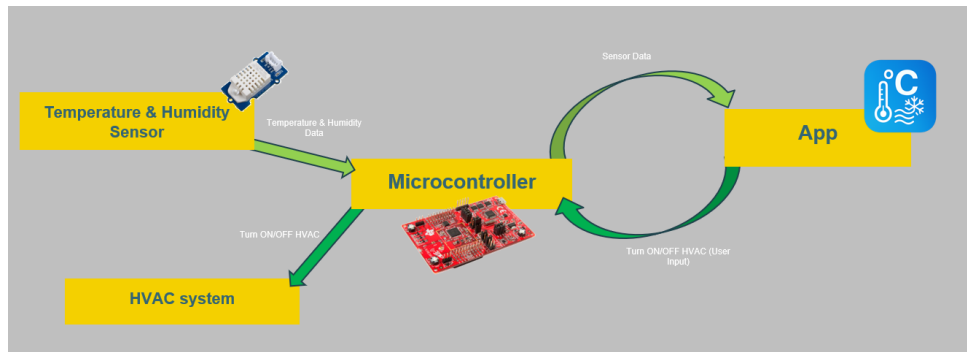 Sensor Data
°C
Temperature & Humidity
Sensor
Temperature & Humidity
Data
App
Microcontroller
Turn ON/OFF HVAC
Turn ON/OFF HVAC (User
Input)
HVAC system